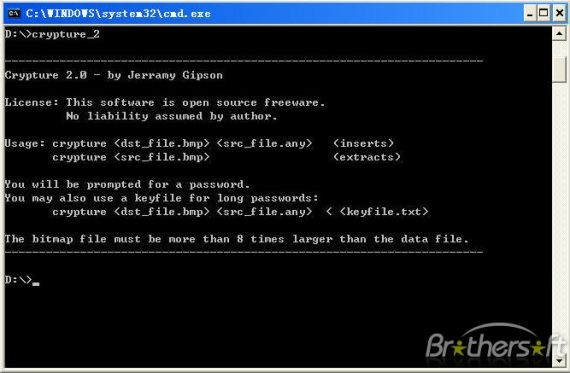 C:\WINDOWS\system32\cmd.exe
D:\>crypture_2
--------------------------------------------------------------
Crypture 2.0 - by Jerramy Gipson
License: This software is open source freeware.
No liability assumed by author.
Usage: crypture <dst_file.bmp> <src_file.any> (inserts)
crypture <src_file.bmp> (extracts)
You will be prompted for a password.
You may also use a keyfile for long passwords:
crypture <dst_file.bmp> <src_file.any> < <keyfile.txt>
The bitmap file must be more than 8 times larger than the data file.
--------------------------------------------------------------
D:\>_
Brothersoft